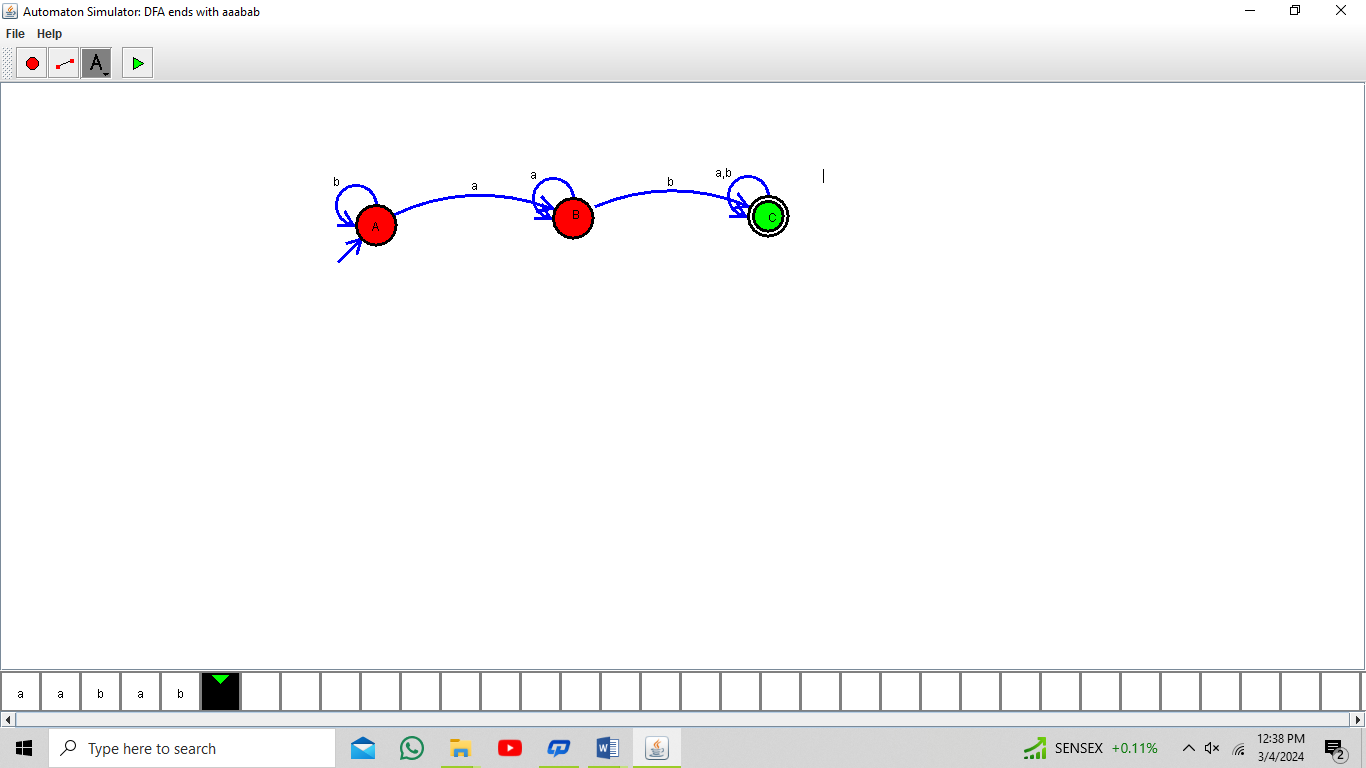 Automaton Simulator: DFA ends with aaabab
File Help
A
b a a b a,b
A B C
a a b a b
Type here to search
SENSEX +0.11%
12:38 PM
3/4/2024
2